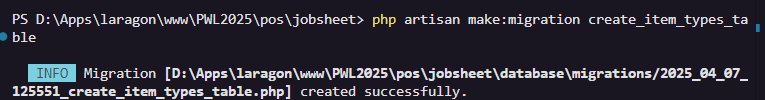 PS D:\Apps\laragon\www\PWL2025\pos\jobsheet> php artisan make:migration create_item_types_ta
ble
INFO Migration [D:\Apps\laragon\www\PWL2025\pos\jobsheet\database\migrations/2025_04_07_
125551_create_item_types_table.php] created successfully.